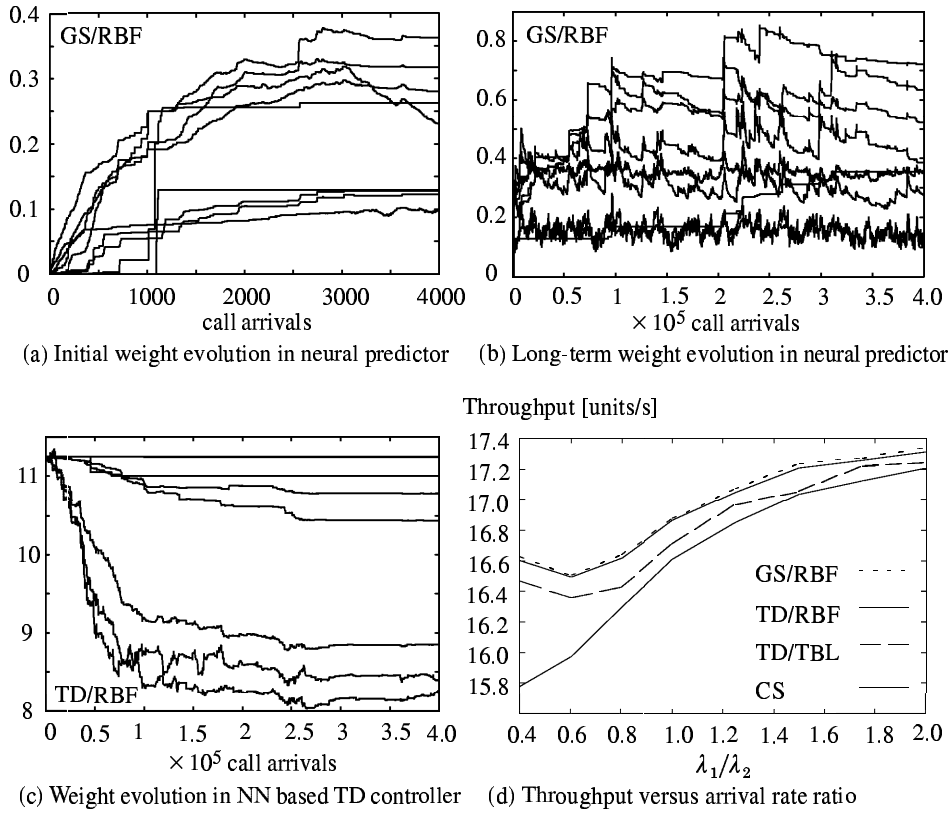 GS/RBF
0.4
0.3
0.2
0.1
0
0 1000 2000 3000 4000
call arrivals
(a) Initial weight evolution in neural predictor
GS/RBF
0.8
0.6
0.4
0.2
0
0 0.5 1 1.5 2 2.5 3 3.5 4.0
× 10⁵ call arrivals
(b) Long-term weight evolution in neural predictor
11
10
9
8
TD/RBF
0 0.5 1 1.5 2 2.5 3 3.5 4.0
× 10⁵ call arrivals
(c) Weight evolution in NN based TD controller
Throughput [units/s]
17.4
17.2
17.0
16.8
16.6
16.4
16.2
16.0
15.8
GS/RBF
TD/RBF
TD/TBL
CS
0.4 0.6 0.8 1.0 1.2 1.4 1.6 1.8 2.0
λ₁/λ₂
(d) Throughput versus arrival rate ratio